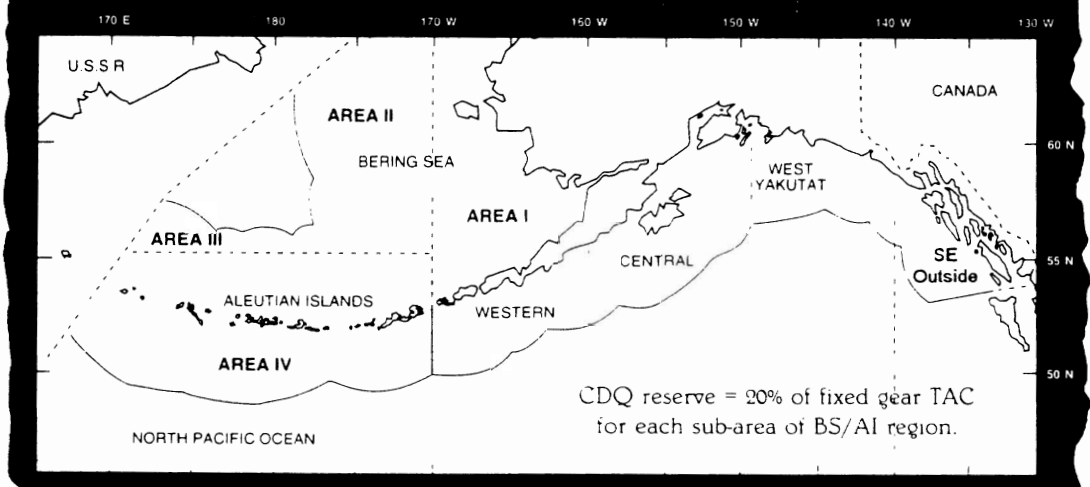 170 E 180 170 W 160 W 150 W 140 W 130 W
U.S.S R
CANADA
AREA II
60 N
BERING SEA
WEST
YAKUTAT
AREA I
AREA III
SE
Outside
55 N
CENTRAL
ALEUTIAN ISLANDS
WESTERN
AREA IV
50 N
CDQ reserve = 20% of fixed gear TAC
for each sub-area of BS/AI region.
NORTH PACIFIC OCEAN